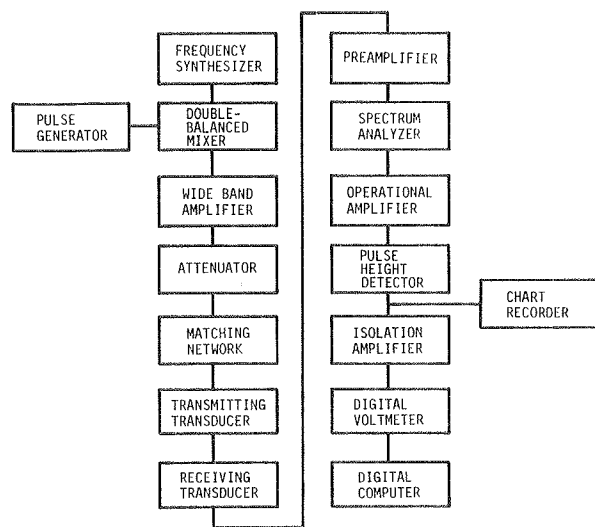 FREQUENCY
SYNTHESIZER
PULSE
GENERATOR
DOUBLE-
BALANCED
MIXER
WIDE BAND
AMPLIFIER
ATTENUATOR
MATCHING
NETWORK
TRANSMITTING
TRANSDUCER
RECEIVING
TRANSDUCER
PREAMPLIFIER
SPECTRUM
ANALYZER
OPERATIONAL
AMPLIFIER
PULSE
HEIGHT
DETECTOR
CHART
RECORDER
ISOLATION
AMPLIFIER
DIGITAL
VOLTMETER
DIGITAL
COMPUTER